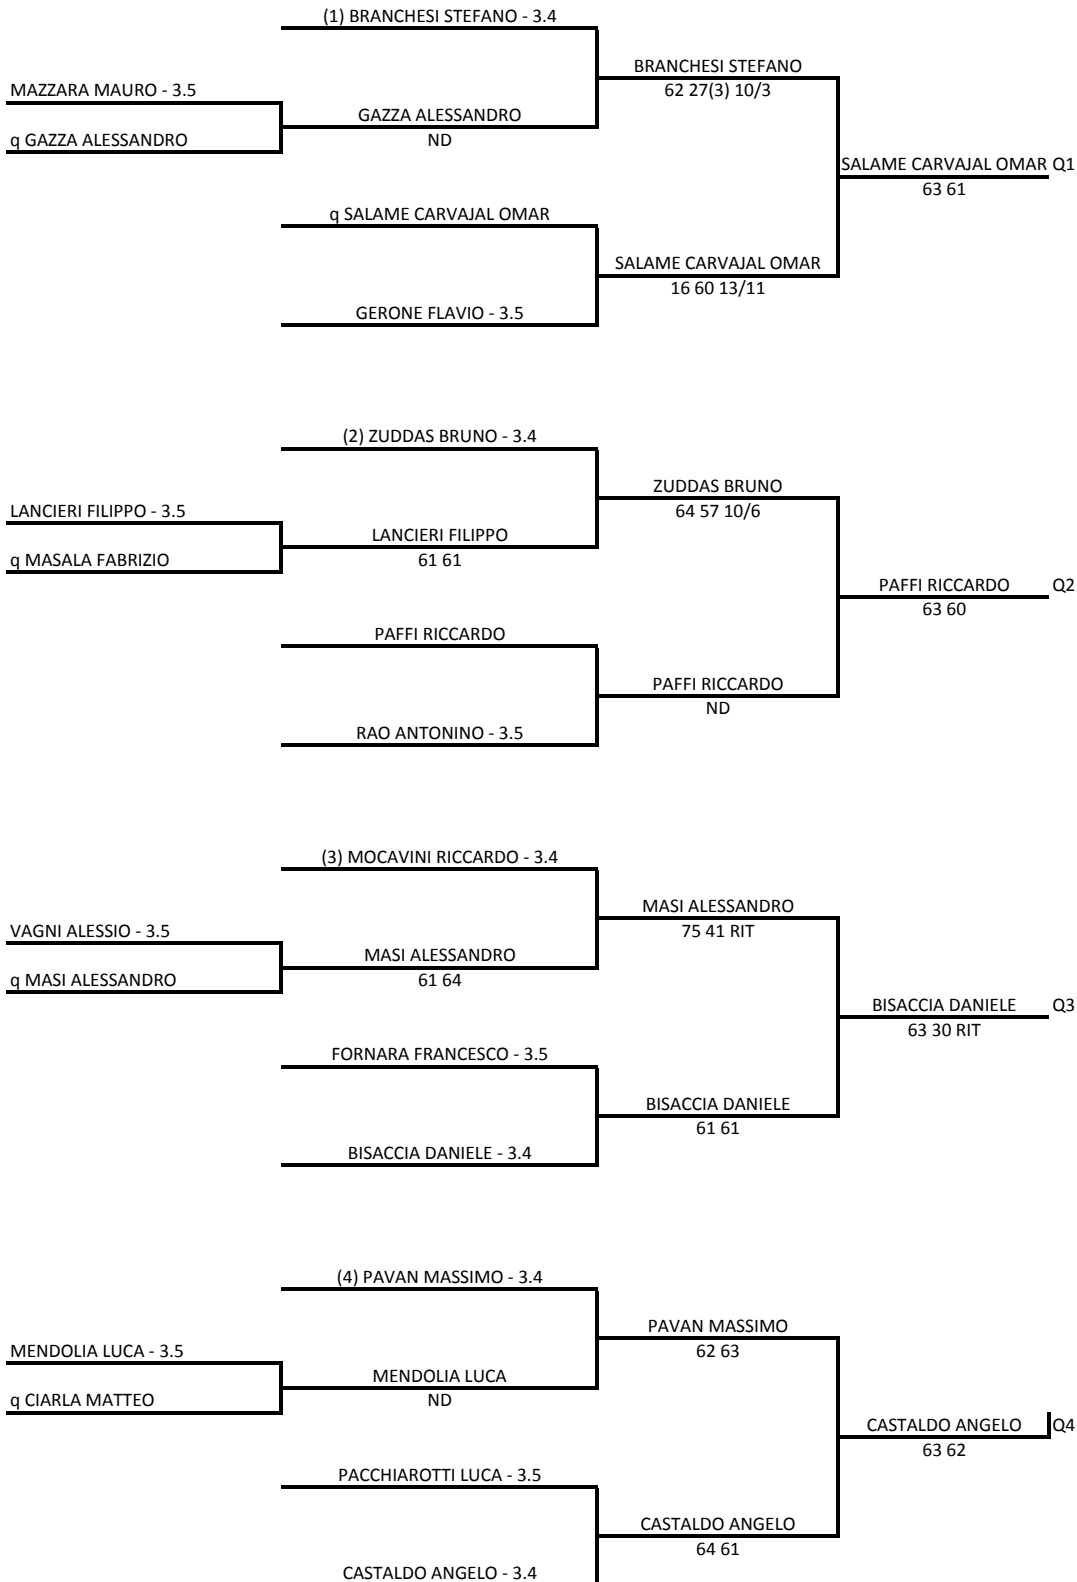 (1) BRANCHESI STEFANO - 3.4
BRANCHESI STEFANO
MAZZARA MAURO - 3.5
62 27(3) 10/3
GAZZA ALESSANDRO
q GAZZA ALESSANDRO
ND
SALAME CARVAJAL OMAR Q1
63 61
q SALAME CARVAJAL OMAR
SALAME CARVAJAL OMAR
16 60 13/11
GERONE FLAVIO - 3.5
(2) ZUDDAS BRUNO - 3.4
ZUDDAS BRUNO
LANCIERI FILIPPO - 3.5
64 57 10/6
LANCIERI FILIPPO
q MASALA FABRIZIO
61 61
PAFFI RICCARDO Q2
63 60
PAFFI RICCARDO
PAFFI RICCARDO
ND
RAO ANTONINO - 3.5
(3) MOCAVINI RICCARDO - 3.4
MASI ALESSANDRO
VAGNI ALESSIO - 3.5
75 41 RIT
MASI ALESSANDRO
q MASI ALESSANDRO
61 64
BISACCIA DANIELE Q3
63 30 RIT
FORNARA FRANCESCO - 3.5
BISACCIA DANIELE
61 61
BISACCIA DANIELE - 3.4
(4) PAVAN MASSIMO - 3.4
PAVAN MASSIMO
MENDOLIA LUCA - 3.5
62 63
MENDOLIA LUCA
q CIARLA MATTEO
ND
CASTALDO ANGELO Q4
63 62
PACCHIAROTTI LUCA - 3.5
CASTALDO ANGELO
64 61
CASTALDO ANGELO - 3.4